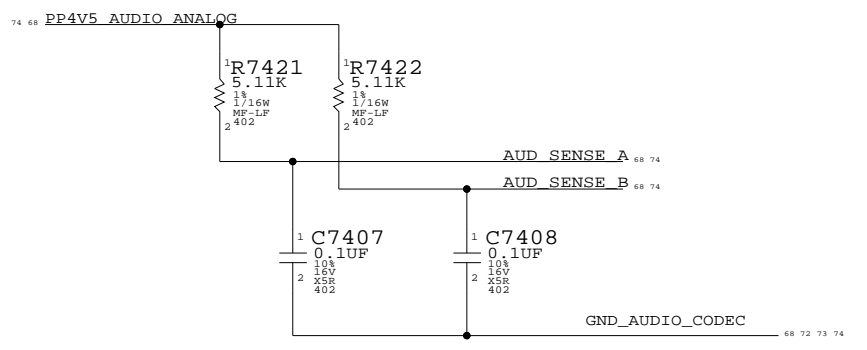 74 68 PP4V5_AUDIO_ANALOG
1 R7421
5.11K
1%
1/16W
MF-LF
2 402
1 R7422
5.11K
1%
1/16W
MF-LF
2 402
AUD_SENSE_A 68 74
AUD_SENSE_B 68 74
1 C7407
0.1UF
10%
16V
2 X5R
402
1 C7408
0.1UF
10%
16V
2 X5R
402
GND_AUDIO_CODEC 68 72 73 74